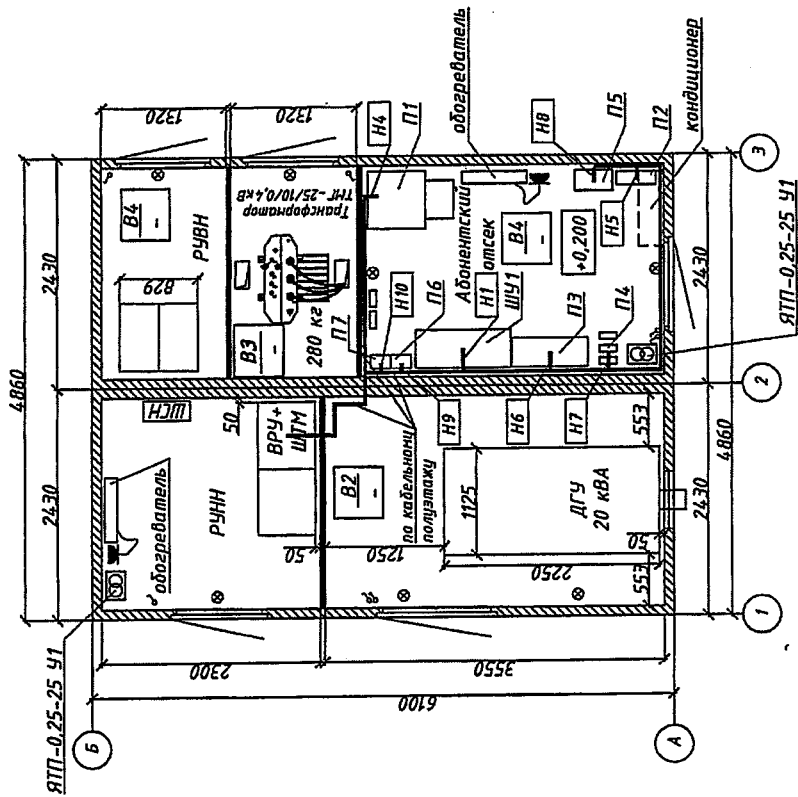 4860
2430
2430
1320
1320
ЯТП-0,25-25 У1
Б
обогреватель
РУНН
ШСН
50
ВРУ+
ШТМ
50
2300
В4
РУВН
829
Трансформатор
ТМГ-25/10/0,4кВ
В3
280 кг
Н4
П1
обогреватель
Абонентский
отсек
В4
+0,200
Н8
П5
Н5
П2
кондиционер
П7
Н10
П6
Н1
ШУ1
П3
П4
Н9
Н6
Н7
по кабельному
полуэтажу
В2
1250
1125
ДГУ
20 кВА
2250
553
553
50
3550
6100
А
2430
2430
4860
ЯТП-0,25-25 У1
1
2
3